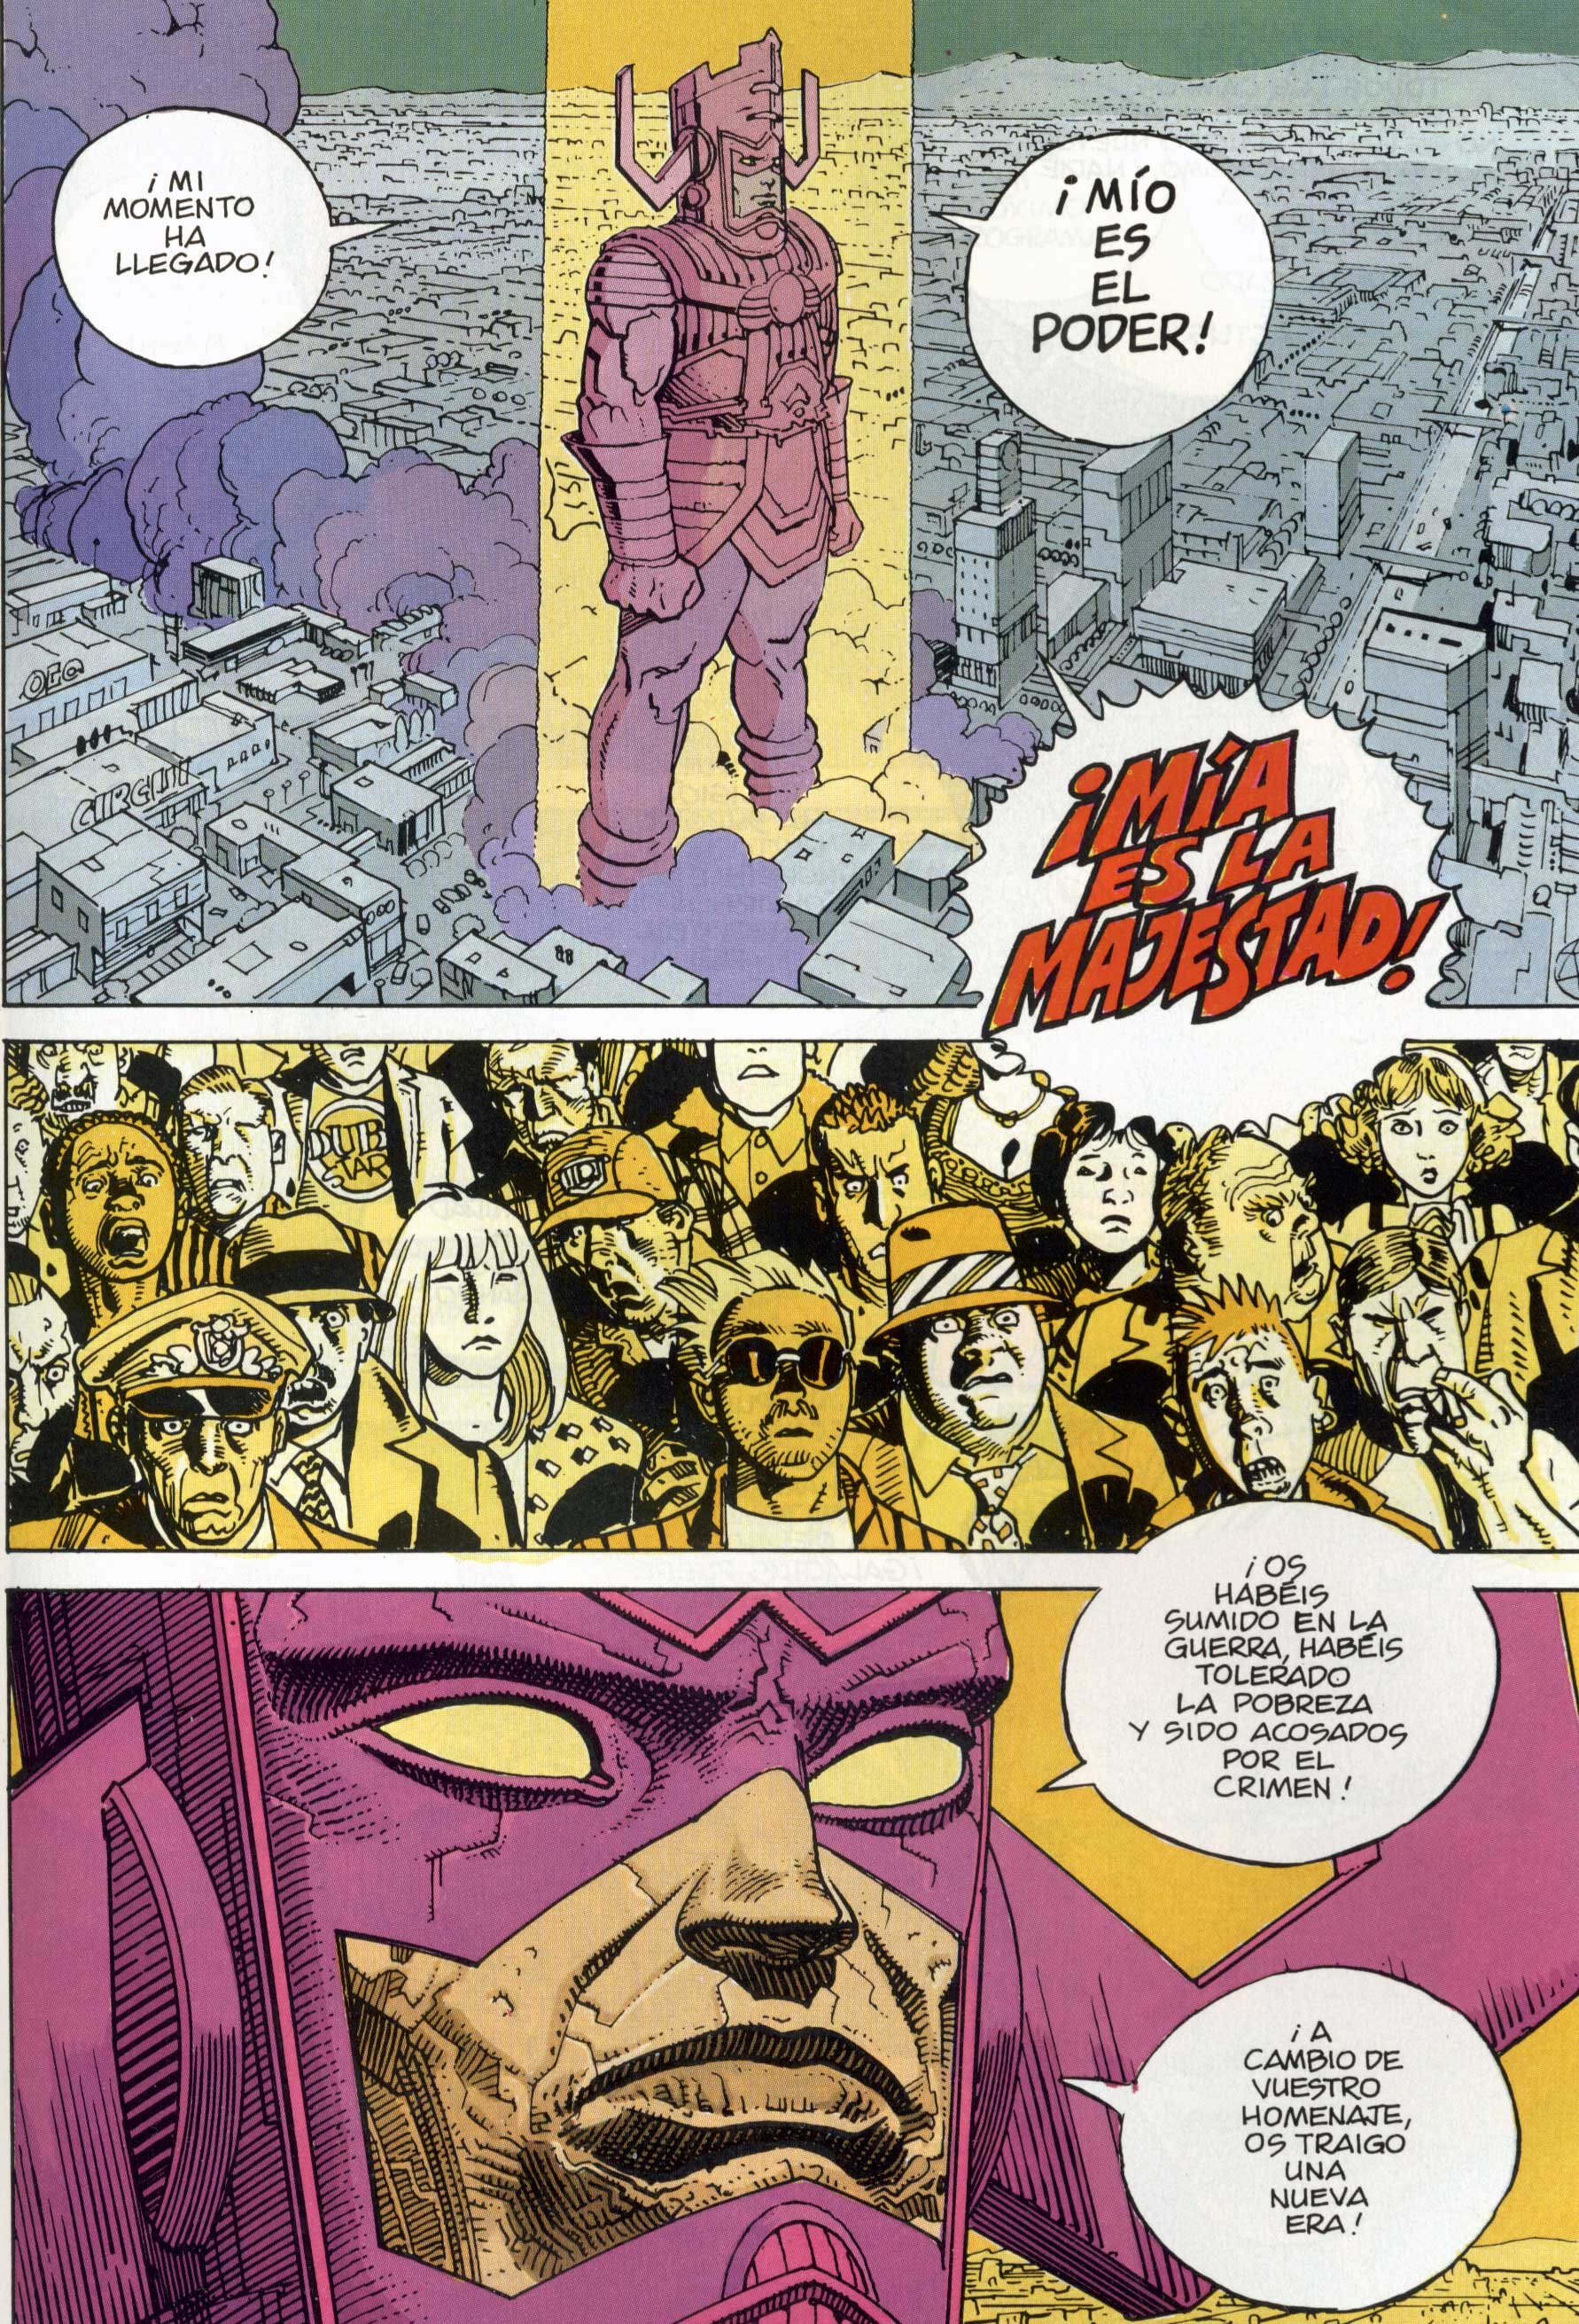 ¡MI
MOMENTO
HA
LLEGADO!
¡MÍO
ES
EL
PODER!
¡MÍA
ES LA
MAJESTAD!
¡OS
HABÉIS
SUMIDO EN LA
GUERRA, HABÉIS
TOLERADO
LA POBREZA
Y SIDO ACOSADOS
POR EL
CRIMEN!
¡A
CAMBIO DE
VUESTRO
HOMENAJE,
OS TRAIGO
UNA
NUEVA
ERA!